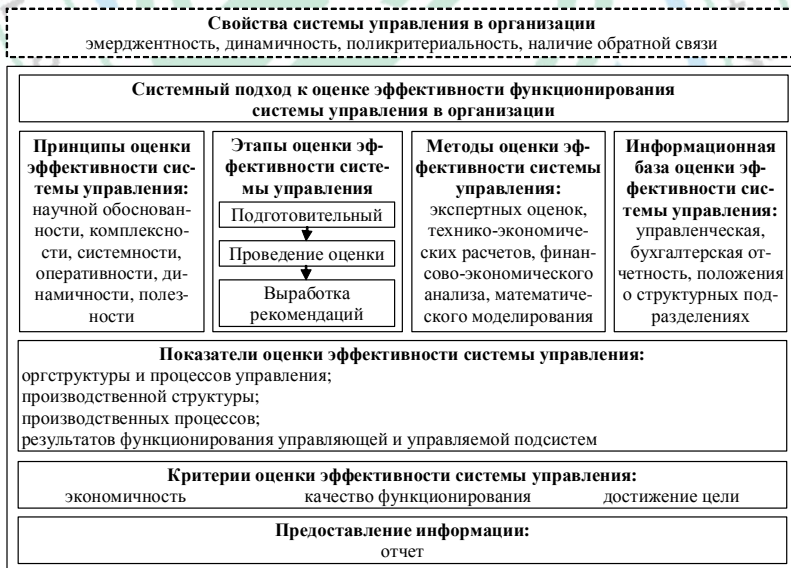 Свойства системы управления в организации
эмерджентность, динамичность, поликритериальность, наличие обратной связи
Системный подход к оценке эффективности функционирования
системы управления в организации
Принципы оценки
эффективности сис-
темы управления:
научной обоснован-
ности, комплексно-
сти, системности,
оперативности, ди-
намичности, полез-
ности
Этапы оценки эф-
фективности систе-
мы управления
Подготовительный
Проведение оценки
Выработка
рекомендаций
Методы оценки эф-
фективности системы
управления:
экспертных оценок,
технико-экономиче-
ских расчетов, финан-
сово-экономического
анализа, математиче-
ского моделирования
Информационная
база оценки эф-
фективности сис-
темы управления:
управленческая,
бухгалтерская от-
четность, положения
о структурных под-
разделениях
Показатели оценки эффективности системы управления:
оргструктуры и процессов управления;
производственной структуры;
производственных процессов;
результатов функционирования управляющей и управляемой подсистем
Критерии оценки эффективности системы управления:
экономичность качество функционирования достижение цели
Предоставление информации:
отчет